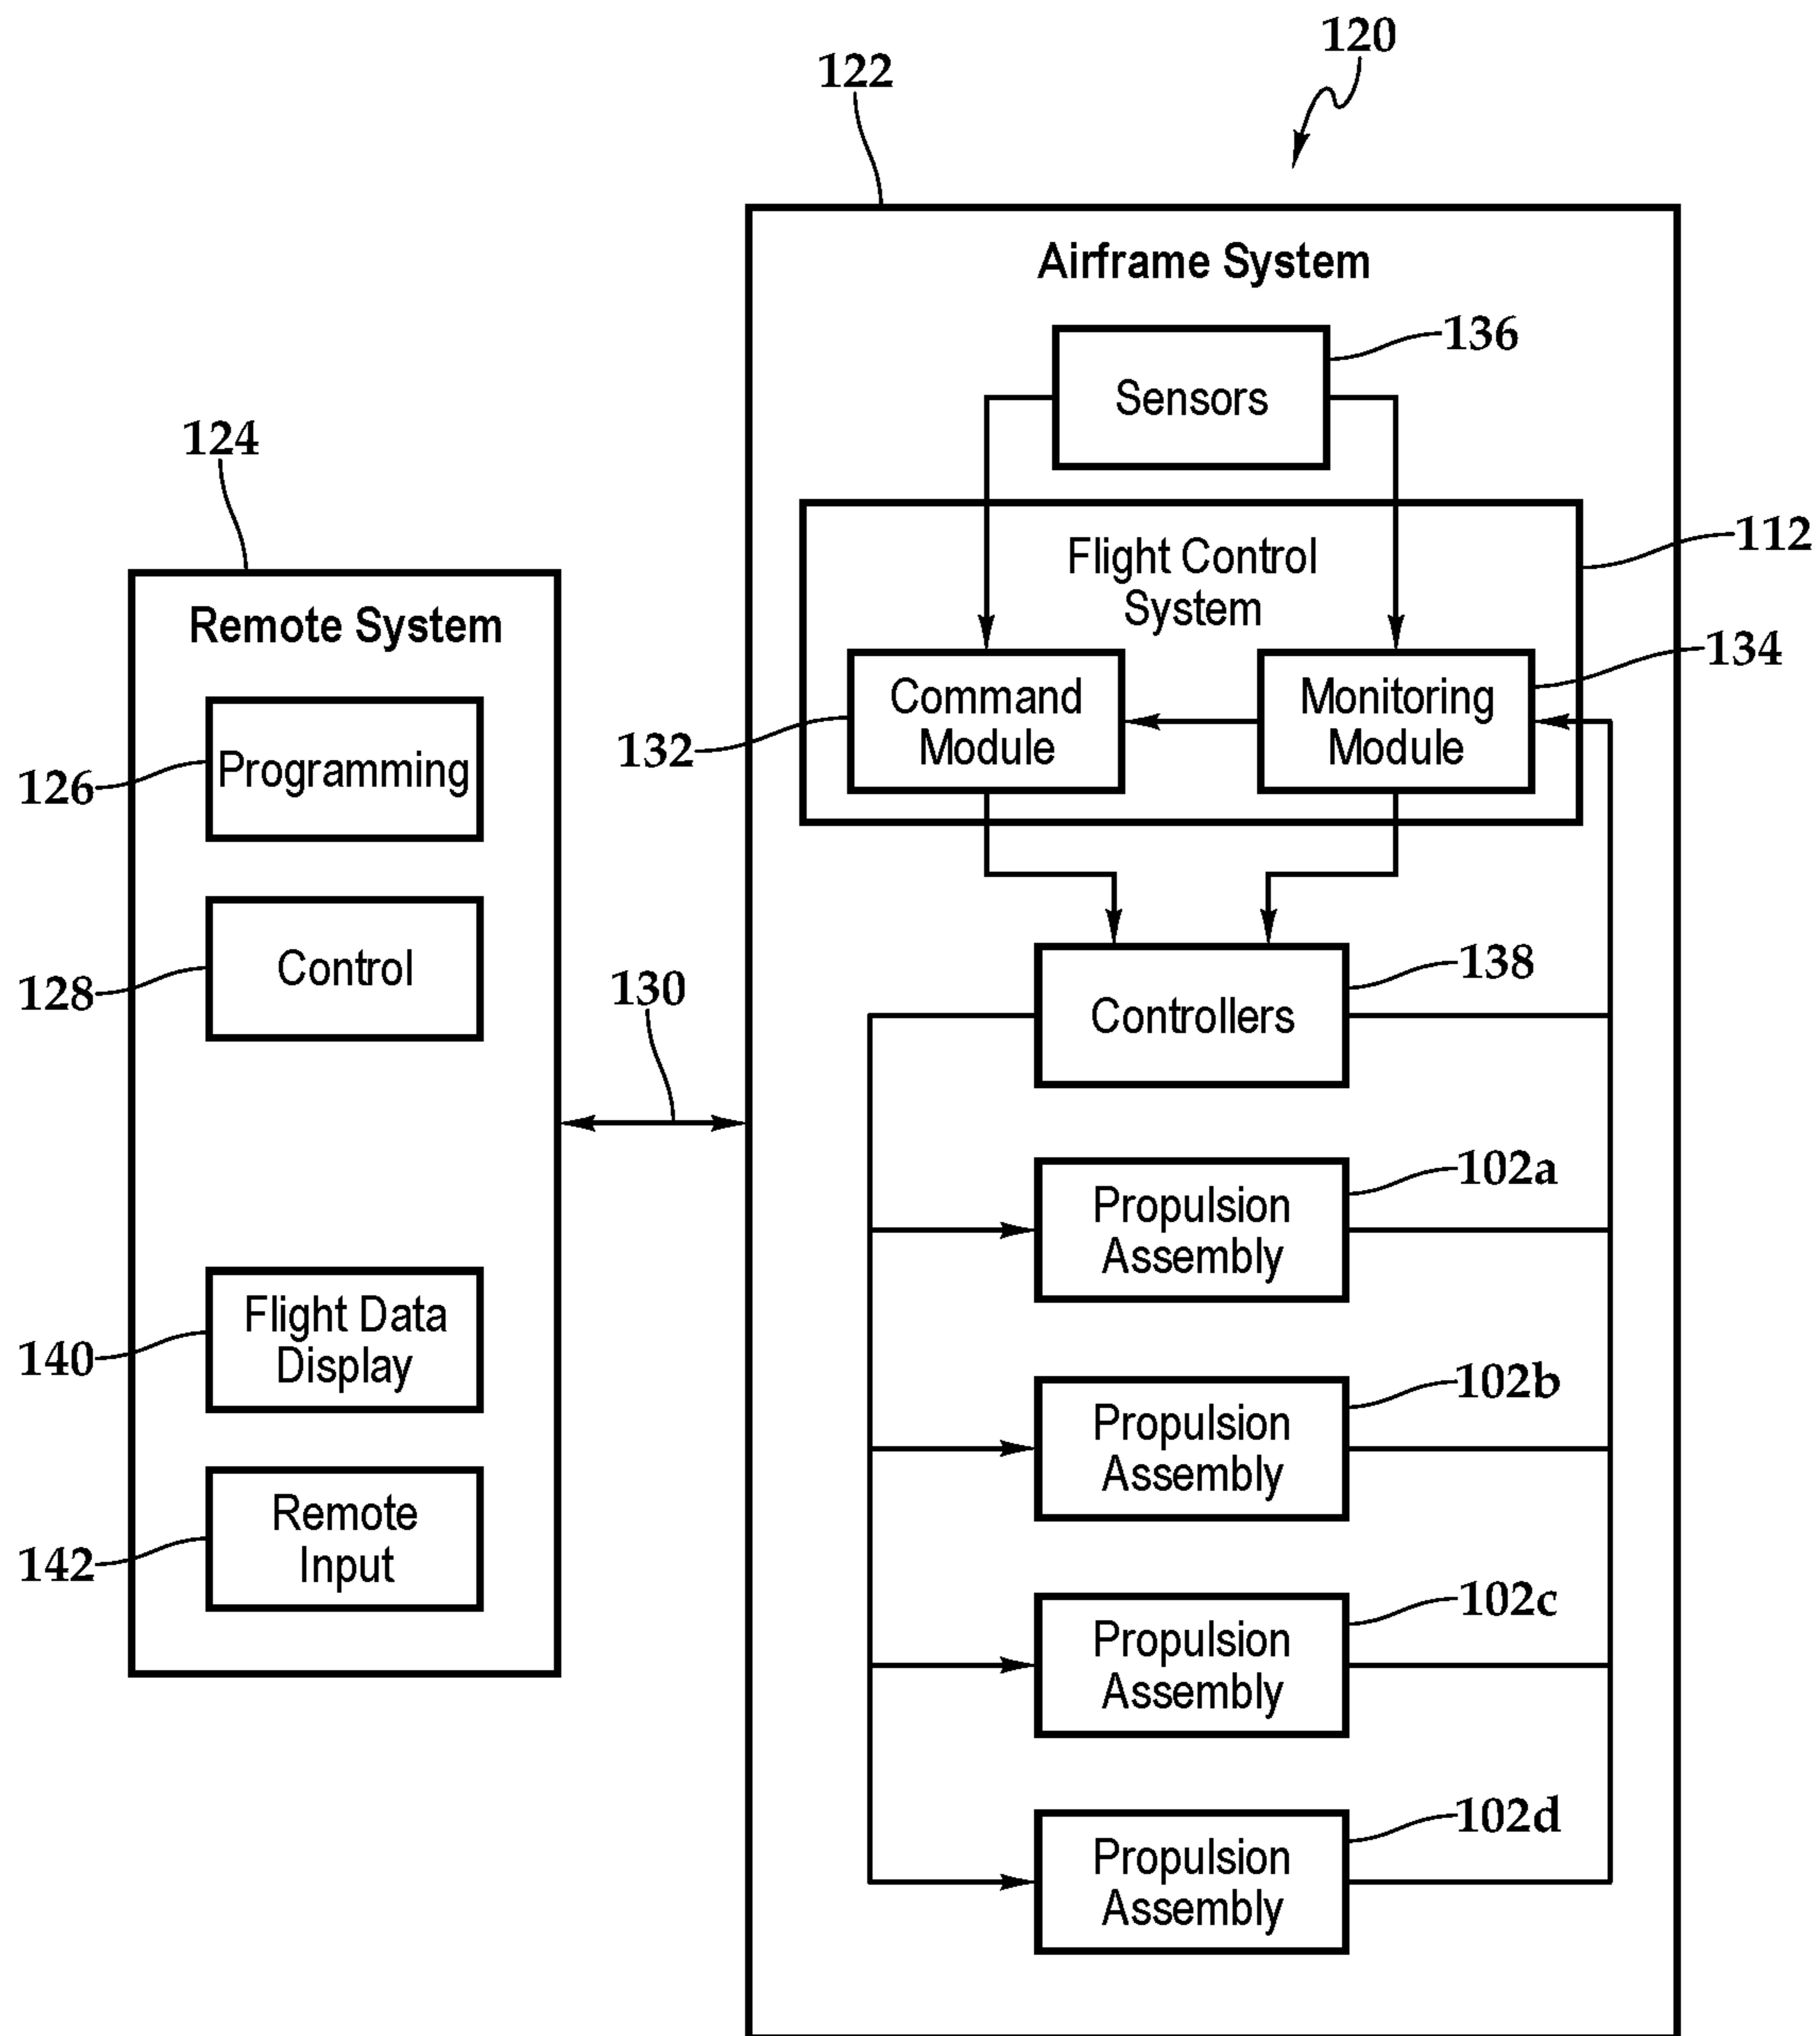 120
122
Airframe System
136
Sensors
124
112
Flight Control
System
Remote System
134
Command
Module
Monitoring
Module
132
Programming
126
Control
128
130
138
Controllers
102a
Propulsion
Assembly
Flight Data
Display
140
102b
Propulsion
Assembly
Remote
Input
142
102c
Propulsion
Assembly
102d
Propulsion
Assembly